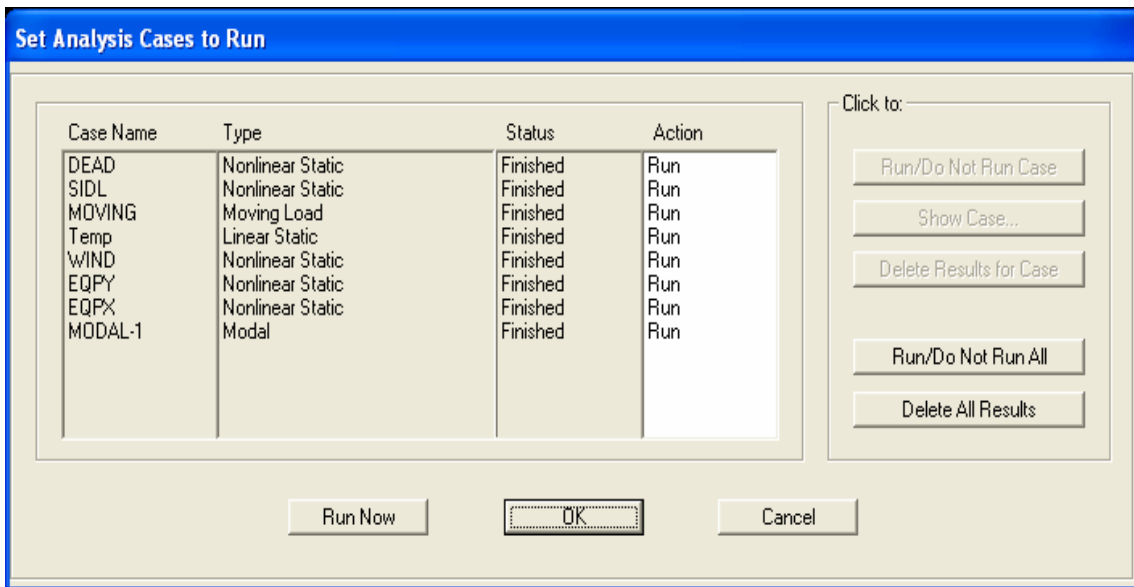 Set Analysis Cases to Run
Click to:
Case Name Type Status Action
DEAD Nonlinear Static Finished Run
SIDL Nonlinear Static Finished Run
MOVING Moving Load Finished Run
Temp Linear Static Finished Run
WIND Nonlinear Static Finished Run
EQPY Nonlinear Static Finished Run
EQPX Nonlinear Static Finished Run
MODAL-1 Modal Finished Run
Run/Do Not Run Case
Show Case...
Delete Results for Case
Run/Do Not Run All
Delete All Results
Run Now OK Cancel